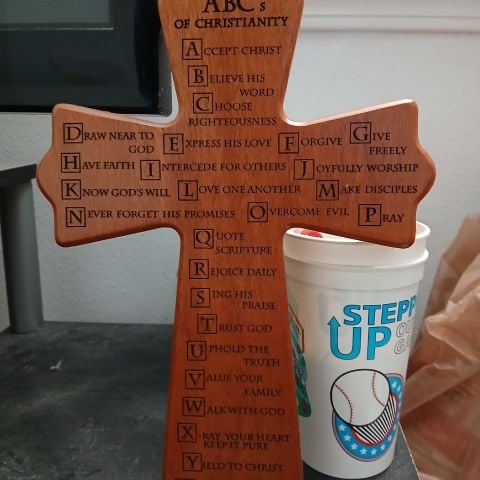 ABC's
OF CHRISTIANITY
ACCEPT CHRIST
BELIEVE HIS
WORD
CHOOSE
RIGHTEOUSNESS
DRAW NEAR TO
GOD
EXPRESS HIS LOVE
FORGIVE
GIVE
FREELY
HAVE FAITH
INTERCEDE FOR OTHERS
JOYFULLY WORSHIP
KNOW GOD'S WILL
LOVE ONE ANOTHER
MAKE DISCIPLES
NEVER FORGET HIS PROMISES
OVERCOME EVIL
PRAY
QUOTE
SCRIPTURE
REJOICE DAILY
SING HIS
PRAISE
TRUST GOD
UPHOLD THE
TRUTH
VALUE YOUR
FAMILY
WALK WITH GOD
X-RAY YOUR HEART
KEEP IT PURE
YIELD TO CHRIST
STEPP
UP